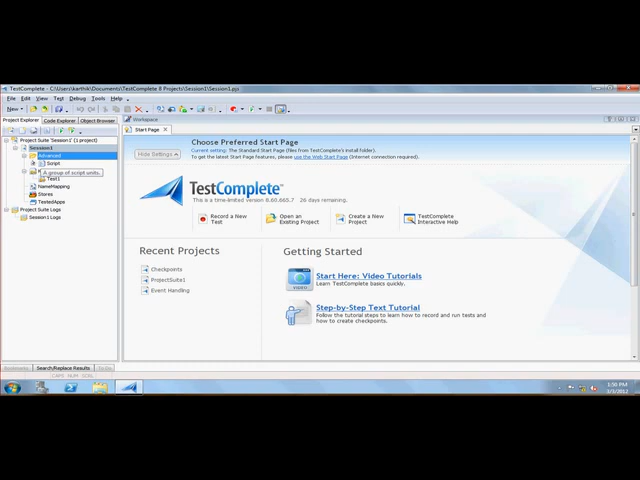 TestComplete - C:\Users\karthik\Documents\TestComplete 8 Projects\Session1\Session1.pjs
File Edit View Test Debug Tools Help
New
Project Explorer Code Explorer Object Browser
Workspace
Start Page
Project Suite 'Session1' (1 project)
Session1
Advanced
Script
A group of script units.
Test1
NameMapping
Stores
TestedApps
Project Suite Logs
Session1 Logs
Choose Preferred Start Page
Hide Settings
Current setting: The Standard Start Page (files from TestComplete's install folder).
To get the latest Start Page features, please use the Web Start Page (Internet connection required).
TestComplete™
This is a time-limited version 8.60.665.7 26 days remaining.
Record a New Test
Open an Existing Project
Create a New Project
TestComplete Interactive Help
Recent Projects
Checkpoints
ProjectSuite1
Event Handling
Getting Started
VIDEO
Start Here: Video Tutorials
Learn TestComplete basics quickly.
Step-by-Step Text Tutorial
Follow the tutorial steps to learn how to record and run tests and how to create checkpoints.
Bookmarks Search/Replace Results To Do
CAPS NUM SCRL
1:50 PM
3/3/2012